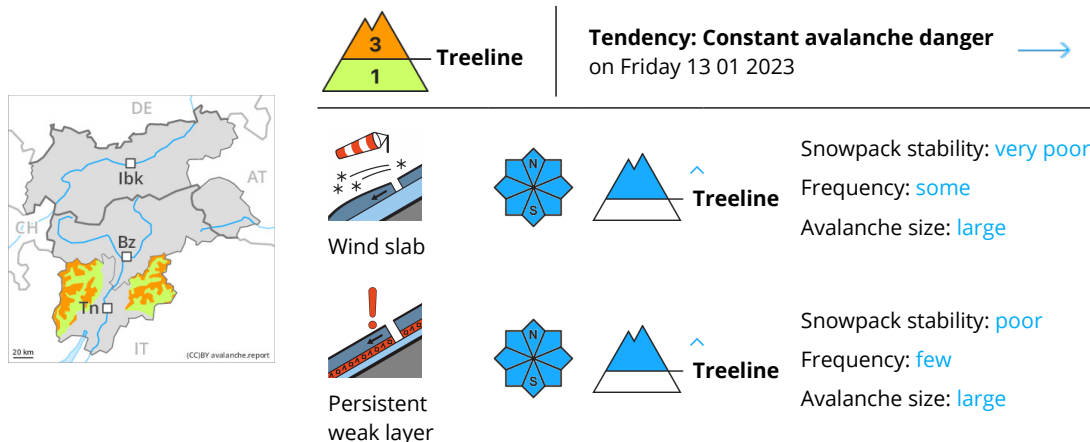 DE
AT
CH
IT
Ibk
Bz
Tn
20 km
(CC)BY avalanche.report
3
1
Treeline
Tendency: Constant avalanche danger
on Friday 13 01 2023
Wind slab
N
S
Treeline
Snowpack stability: very poor
Frequency: some
Avalanche size: large
Persistent
weak layer
N
S
Treeline
Snowpack stability: poor
Frequency: few
Avalanche size: large